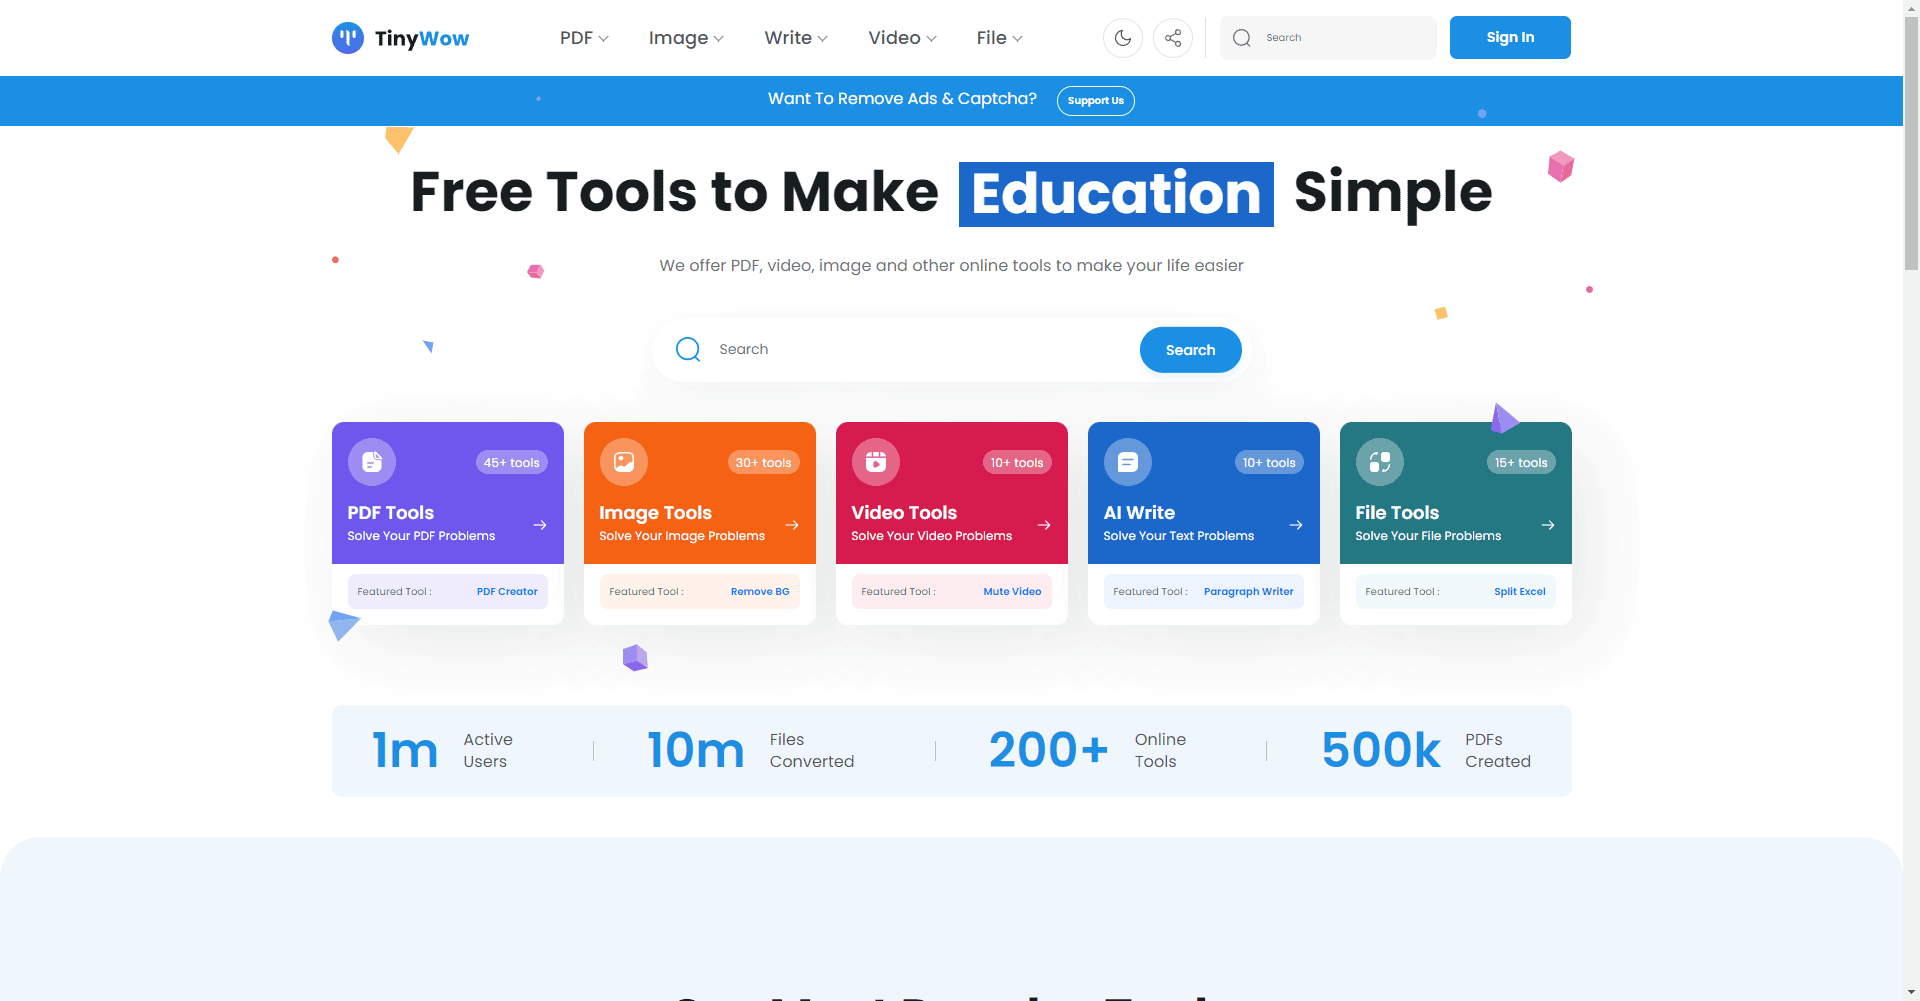 TinyWow
PDF
Image
Write
Video
File
Search
Sign In
Want To Remove Ads & Captcha?
Support Us
Free Tools to Make Education Simple
We offer PDF, video, image and other online tools to make your life easier
Search
Search
45+ tools
PDF Tools
Solve Your PDF Problems
Featured Tool :
PDF Creator
30+ tools
Image Tools
Solve Your Image Problems
Featured Tool :
Remove BG
10+ tools
Video Tools
Solve Your Video Problems
Featured Tool :
Mute Video
10+ tools
AI Write
Solve Your Text Problems
Featured Tool :
Paragraph Writer
15+ tools
File Tools
Solve Your File Problems
Featured Tool :
Split Excel
1m
Active
Users
10m
Files
Converted
200+
Online
Tools
500k
PDFs
Created